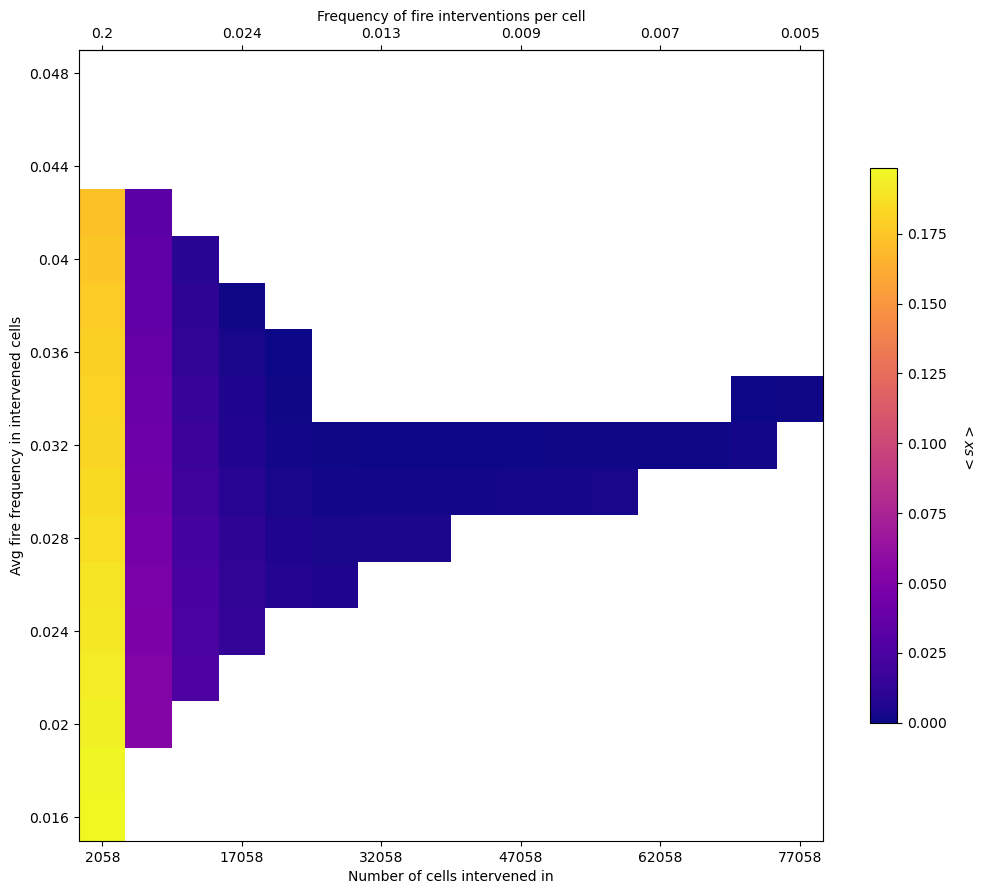 Frequency of fire interventions per cell
0.2 0.024 0.013 0.009 0.007 0.005
Avg fire frequency in intervened cells
0.048
0.044
0.04
0.036
0.032
0.028
0.024
0.02
0.016
2058 17058 32058 47058 62058 77058
Number of cells intervened in
0.175
0.150
0.125
0.100
0.075
0.050
0.025
0.000
< sx >